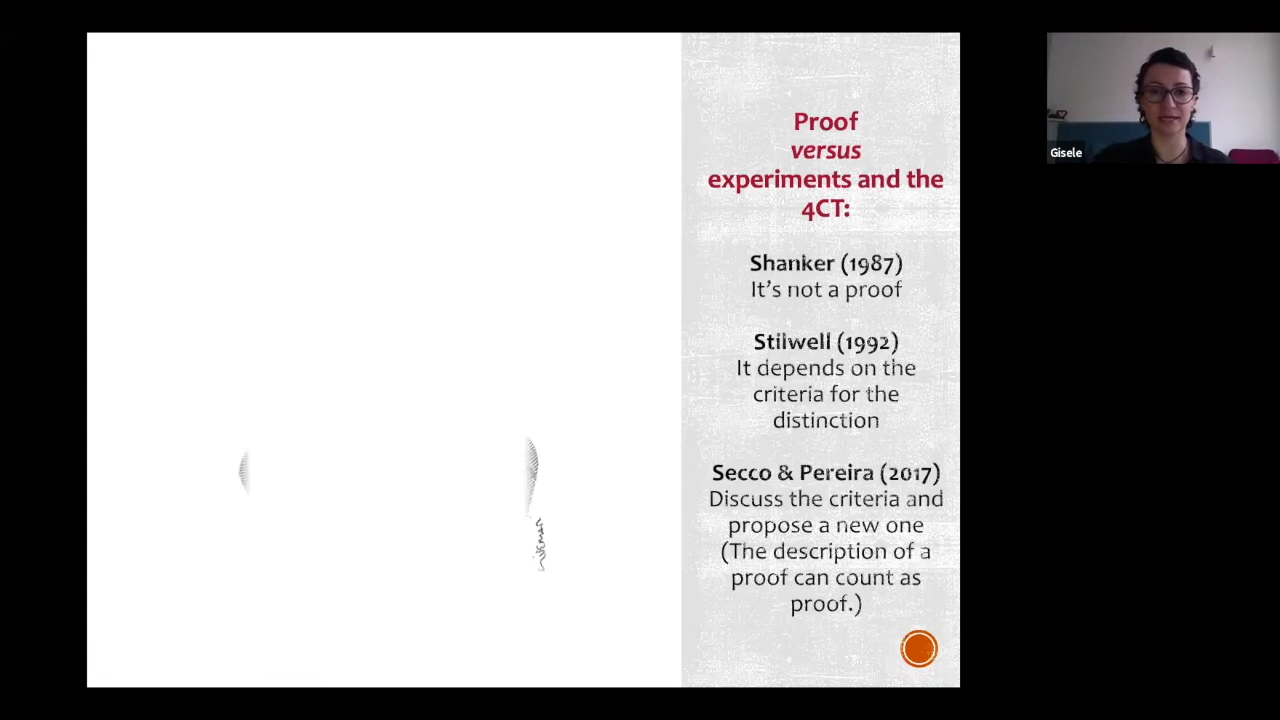 Proof
versus
experiments and the
4CT:
Shanker (1987)
It's not a proof
Stilwell (1992)
It depends on the
criteria for the
distinction
Secco & Pereira (2017)
Discuss the criteria and
propose a new one
(The description of a
proof can count as
proof.)
Gisele